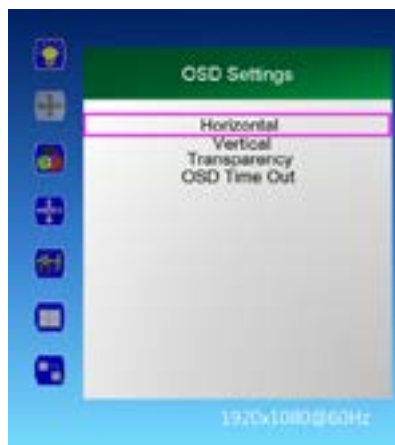 OSD Settings
Horizontal
Vertical
Transparency
OSD Time Out
1920x1080@60Hz